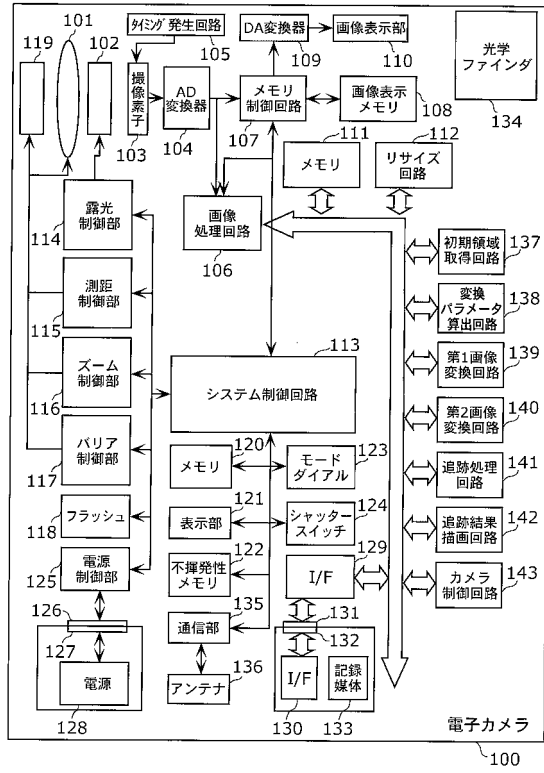 119
101
102
タイミング発生回路
105
DA変換器
109
画像表示部
110
光学
ファインダ
134
撮像素子
103
AD
変換器
104
メモリ
制御回路
107
画像表示
メモリ
108
111
メモリ
112
リサイズ
回路
露光
制御部
114
画像
処理回路
106
初期領域
取得回路
137
測距
制御部
115
変換
パラメータ
算出回路
138
113
システム制御回路
第1画像
変換回路
139
ズーム
制御部
116
第2画像
変換回路
140
バリア
制御部
117
120
メモリ
モード
ダイアル
123
追跡処理
回路
141
フラッシュ
118
121
表示部
シャッター
スイッチ
124
追跡結果
描画回路
142
電源
制御部
125
122
不揮発性
メモリ
I/F
129
カメラ
制御回路
143
126
127
135
通信部
131
132
電源
128
136
アンテナ
I/F
130
記録
媒体
133
電子カメラ
100